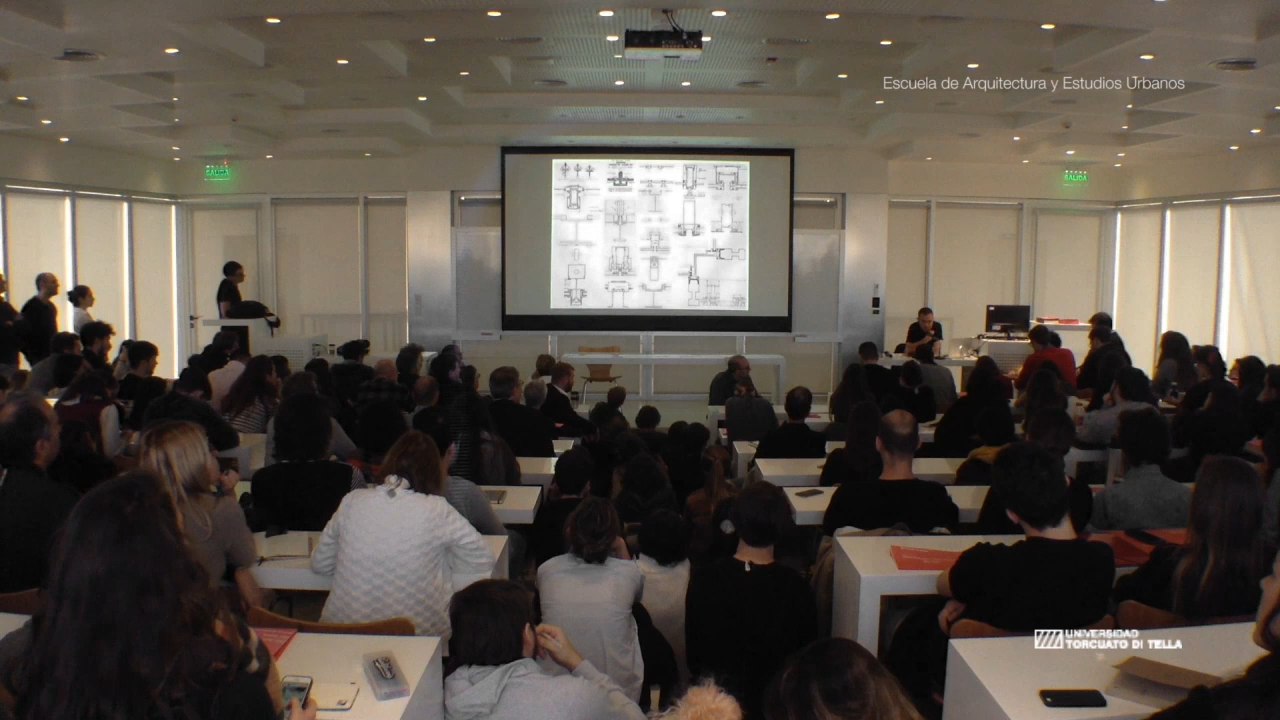 Escuela de Arquitectura y Estudios Urbanos
SALIDA
SALIDA
UNIVERSIDAD
TORCUATO DI TELLA